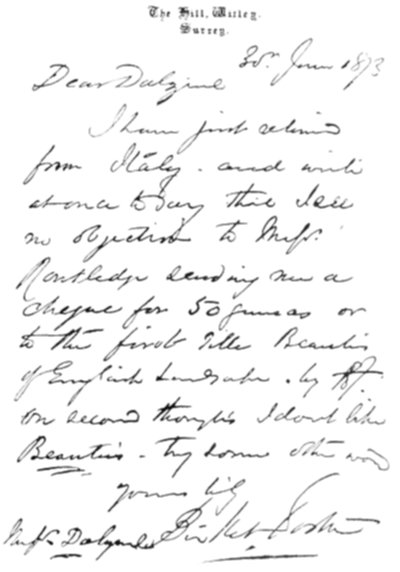 The Hill, Witley.
Surrey.
30th June 1873
Dear Dalziel
I have just returned
from Italy - and write
at once to say that I see
no objection to Messrs.
Routledge sending me a
cheque for 50 guineas or
to the first Title Beauties
of English Landscape. by BF.
On second thoughts I dont like
Beauties - Try some other word
yours
Birket Foster
Messrs Dalziel